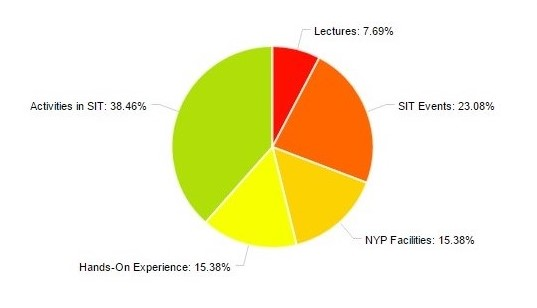 Lectures: 7.69%
Activities in SIT: 38.46%
SIT Events: 23.08%
NYP Facilities: 15.38%
Hands-On Experience: 15.38%